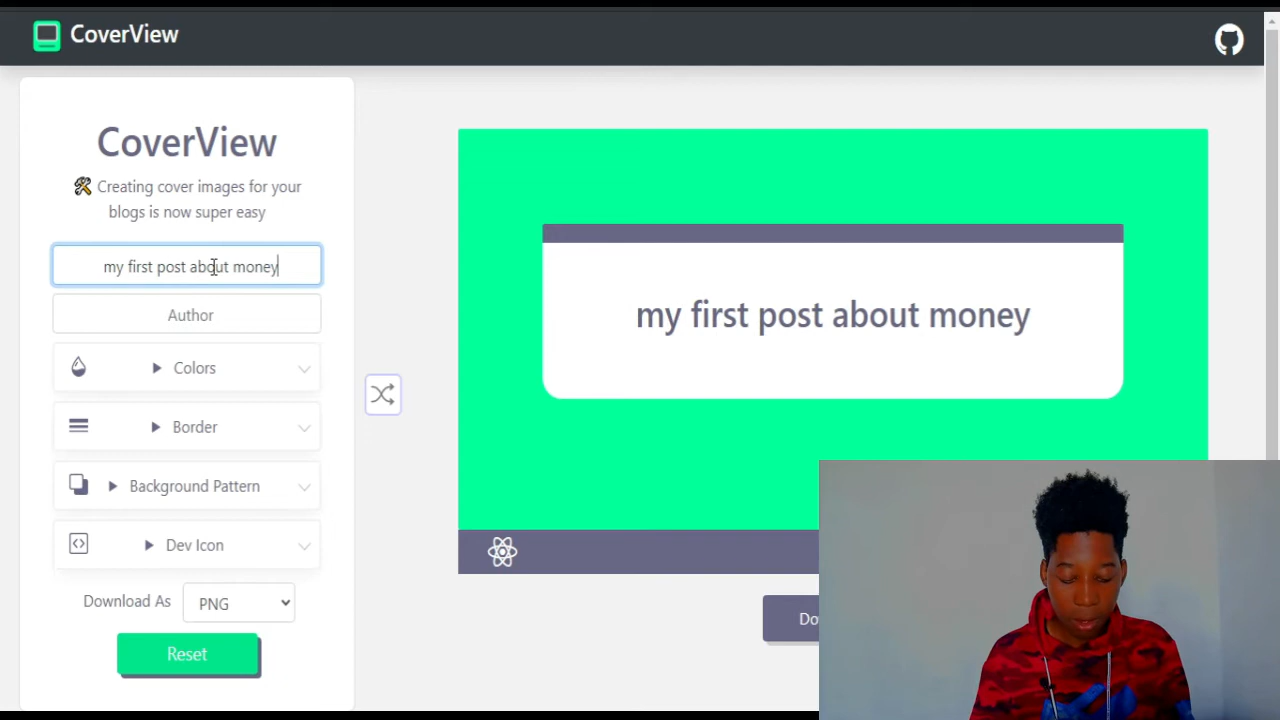 CoverView
CoverView
🛠 Creating cover images for your
blogs is now super easy
my first post about money
Author
Colors
Border
Background Pattern
Dev Icon
Download As PNG
Reset
my first post about money
Do